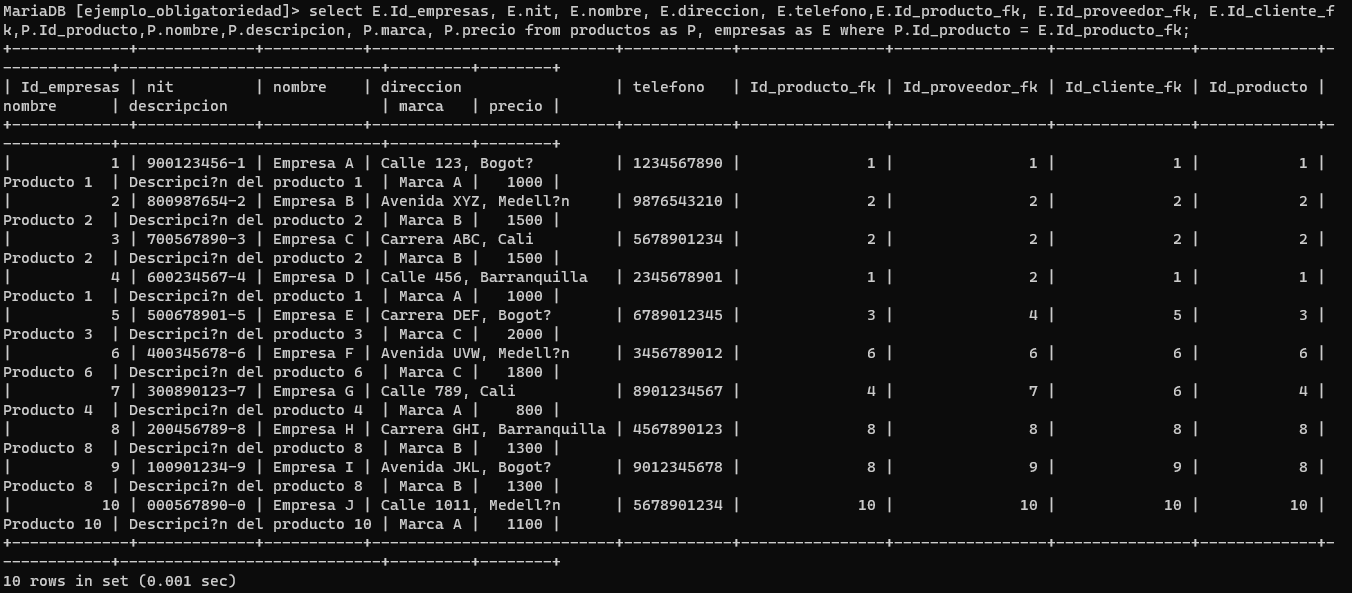 MariaDB [ejemplo_obligatoriedad]> select E.Id_empresas, E.nit, E.nombre, E.direccion, E.telefono,E.Id_producto_fk, E.Id_proveedor_fk, E.Id_cliente_f
k,P.Id_producto,P.nombre,P.descripcion, P.marca, P.precio from productos as P, empresas as E where P.Id_producto = E.Id_producto_fk;
+-------------+-------------+-----------+---------------------------+------------+----------------+-----------------+---------------+-------------+-
------------+-----------------------------+---------+--------+
| Id_empresas | nit         | nombre    | direccion                 | telefono   | Id_producto_fk | Id_proveedor_fk | Id_cliente_fk | Id_producto |
nombre      | descripcion                 | marca   | precio |
+-------------+-------------+-----------+---------------------------+------------+----------------+-----------------+---------------+-------------+-
------------+-----------------------------+---------+--------+
|           1 | 900123456-1 | Empresa A | Calle 123, Bogot?         | 1234567890 |              1 |               1 |             1 |           1 |
Producto 1  | Descripci?n del producto 1  | Marca A |   1000 |
|           2 | 800987654-2 | Empresa B | Avenida XYZ, Medell?n     | 9876543210 |              2 |               2 |             2 |           2 |
Producto 2  | Descripci?n del producto 2  | Marca B |   1500 |
|           3 | 700567890-3 | Empresa C | Carrera ABC, Cali         | 5678901234 |              2 |               2 |             2 |           2 |
Producto 2  | Descripci?n del producto 2  | Marca B |   1500 |
|           4 | 600234567-4 | Empresa D | Calle 456, Barranquilla   | 2345678901 |              1 |               2 |             1 |           1 |
Producto 1  | Descripci?n del producto 1  | Marca A |   1000 |
|           5 | 500678901-5 | Empresa E | Carrera DEF, Bogot?       | 6789012345 |              3 |               4 |             5 |           3 |
Producto 3  | Descripci?n del producto 3  | Marca C |   2000 |
|           6 | 400345678-6 | Empresa F | Avenida UVW, Medell?n     | 3456789012 |              6 |               6 |             6 |           6 |
Producto 6  | Descripci?n del producto 6  | Marca C |   1800 |
|           7 | 300890123-7 | Empresa G | Calle 789, Cali           | 8901234567 |              4 |               7 |             6 |           4 |
Producto 4  | Descripci?n del producto 4  | Marca A |    800 |
|           8 | 200456789-8 | Empresa H | Carrera GHI, Barranquilla | 4567890123 |              8 |               8 |             8 |           8 |
Producto 8  | Descripci?n del producto 8  | Marca B |   1300 |
|           9 | 100901234-9 | Empresa I | Avenida JKL, Bogot?       | 9012345678 |              8 |               9 |             9 |           8 |
Producto 8  | Descripci?n del producto 8  | Marca B |   1300 |
|          10 | 000567890-0 | Empresa J | Calle 1011, Medell?n      | 5678901234 |             10 |              10 |            10 |          10 |
Producto 10 | Descripci?n del producto 10 | Marca A |   1100 |
+-------------+-------------+-----------+---------------------------+------------+----------------+-----------------+---------------+-------------+-
------------+-----------------------------+---------+--------+
10 rows in set (0.001 sec)